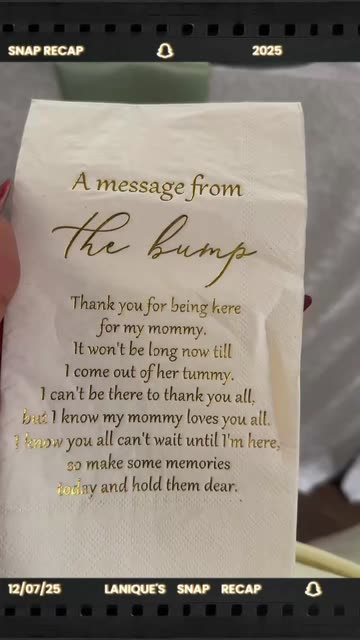 SNAP RECAP 2025
A message from
the bump
Thank you for being here
for my mommy.
It won't be long now till
I come out of her tummy.
I can't be there to thank you all,
but I know my mommy loves you all.
I know you all can't wait until I'm here,
so make some memories
today and hold them dear.
12/07/25 LANIQUE'S SNAP RECAP